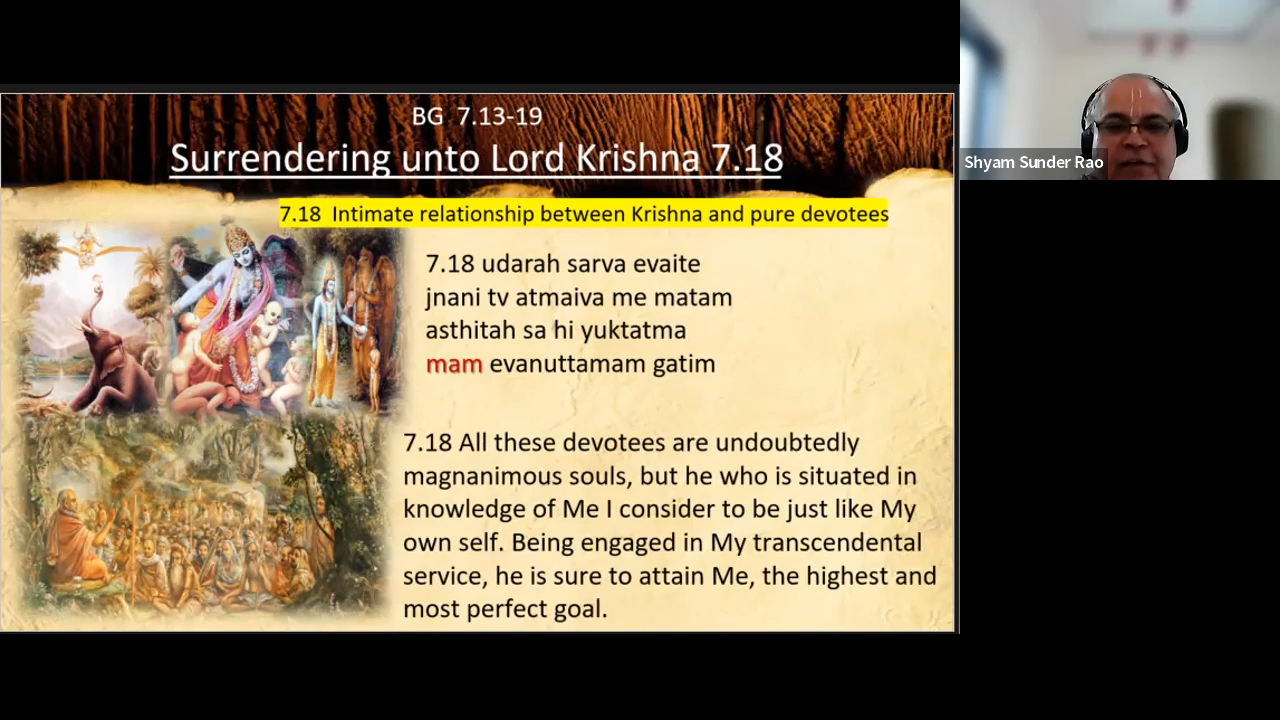 BG 7.13-19
Surrendering unto Lord Krishna 7.18
7.18 Intimate relationship between Krishna and pure devotees
7.18 udarah sarva evaite
jnani tv atmaiva me matam
asthitah sa hi yuktatma
mam evanuttamam gatim
7.18 All these devotees are undoubtedly
magnanimous souls, but he who is situated in
knowledge of Me I consider to be just like My
own self. Being engaged in My transcendental
service, he is sure to attain Me, the highest and
most perfect goal.
Shyam Sunder Rao